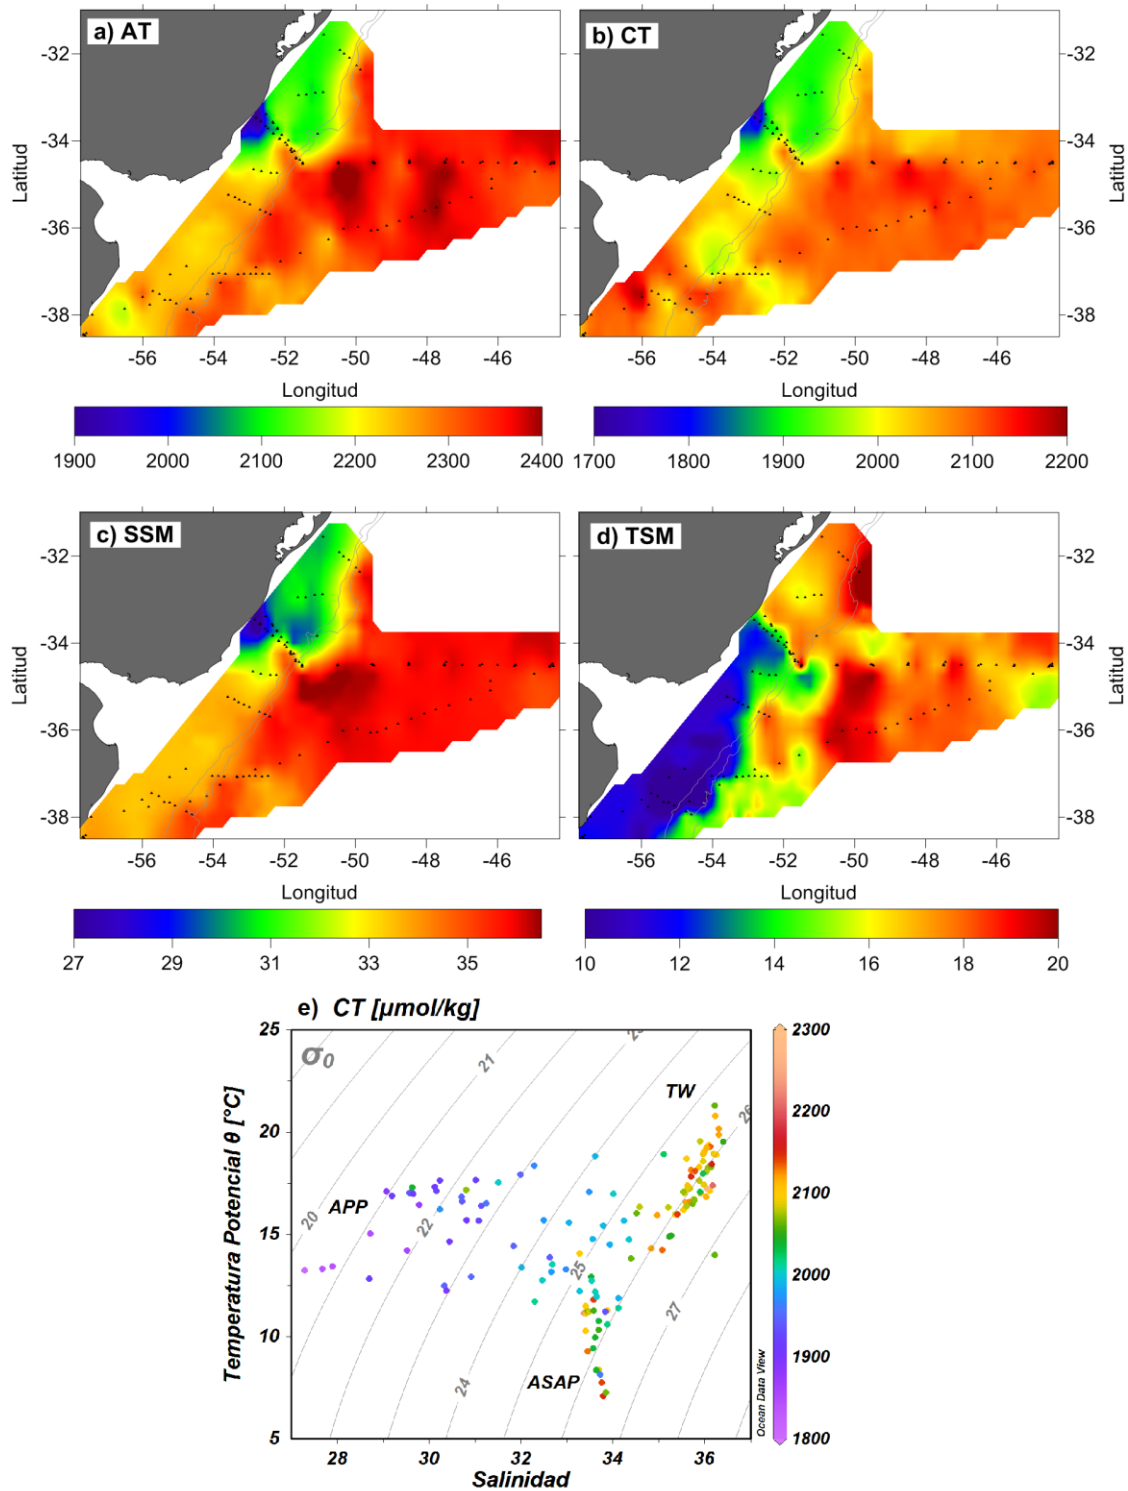 a) AT
b) CT
-32
-34
-36
-38
Latitud
-32
-34
-36
-38
Latitud
-56 -54 -52 -50 -48 -46
Longitud
-56 -54 -52 -50 -48 -46
Longitud
1900 2000 2100 2200 2300 2400
1700 1800 1900 2000 2100 2200
c) SSM
d) TSM
-32
-34
-36
-38
Latitud
-32
-34
-36
-38
Latitud
-56 -54 -52 -50 -48 -46
Longitud
-56 -54 -52 -50 -48 -46
Longitud
27 29 31 33 35
10 12 14 16 18 20
e) CT [µmol/kg]
25
20
15
10
5
Temperatura Potencial θ [°C]
σ0
21
26
TW
20
APP
22
25
24
27
ASAP
28 30 32 34 36
Salinidad
Ocean Data View
2300
2200
2100
2000
1900
1800